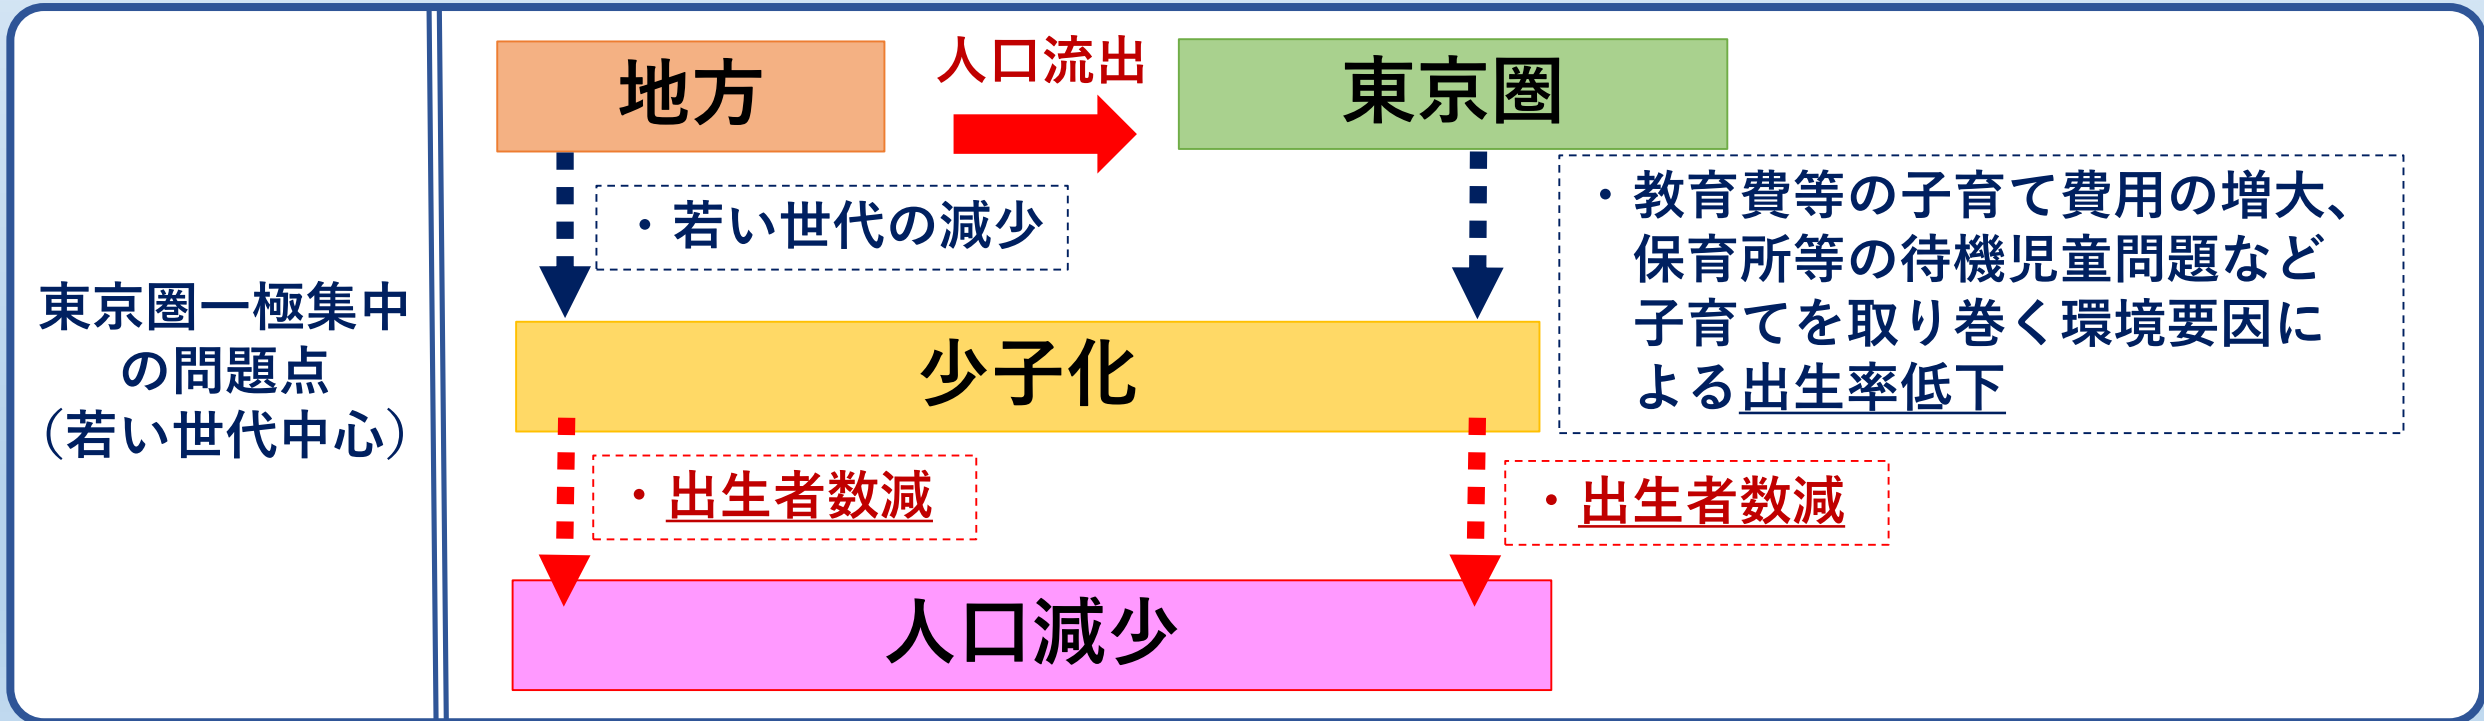 東京圏一極集中
の問題点
（若い世代中心）
地方
人口流出
東京圏
・若い世代の減少
・教育費等の子育て費用の増大、
保育所等の待機児童問題など
子育てを取り巻く環境要因に
よる出生率低下
少子化
・出生者数減
・出生者数減
人口減少